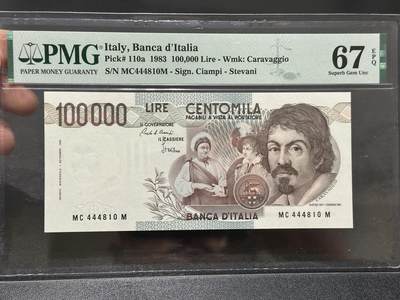 PMG
PAPER MONEY GUARANTY
Italy, Banca d'Italia
Pick# 110a 1983 100,000 Lire - Wmk: Caravaggio
S/N MC444810M - Sign. Ciampi - Stevani
67 EPQ
Superb Gem Unc
100000 LIRE CENTOMILA
PAGABILI A VISTA AL PORTATORE
IL GOVERNATORE
IL CASSIERE
MC 444810 M
BANCA D'ITALIA
MC 444810 M